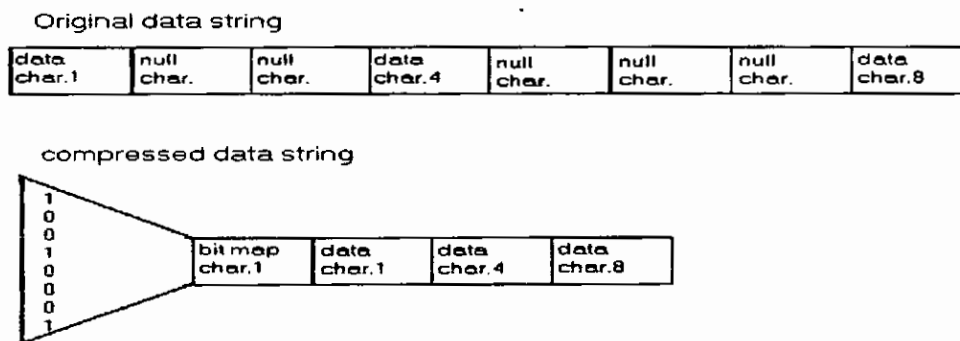 Original data string
data char.1
null char.
null char.
data char.4
null char.
null char.
null char.
data char.8
compressed data string
1
0
0
1
0
0
0
1
bit map char.1
data char.1
data char.4
data char.8